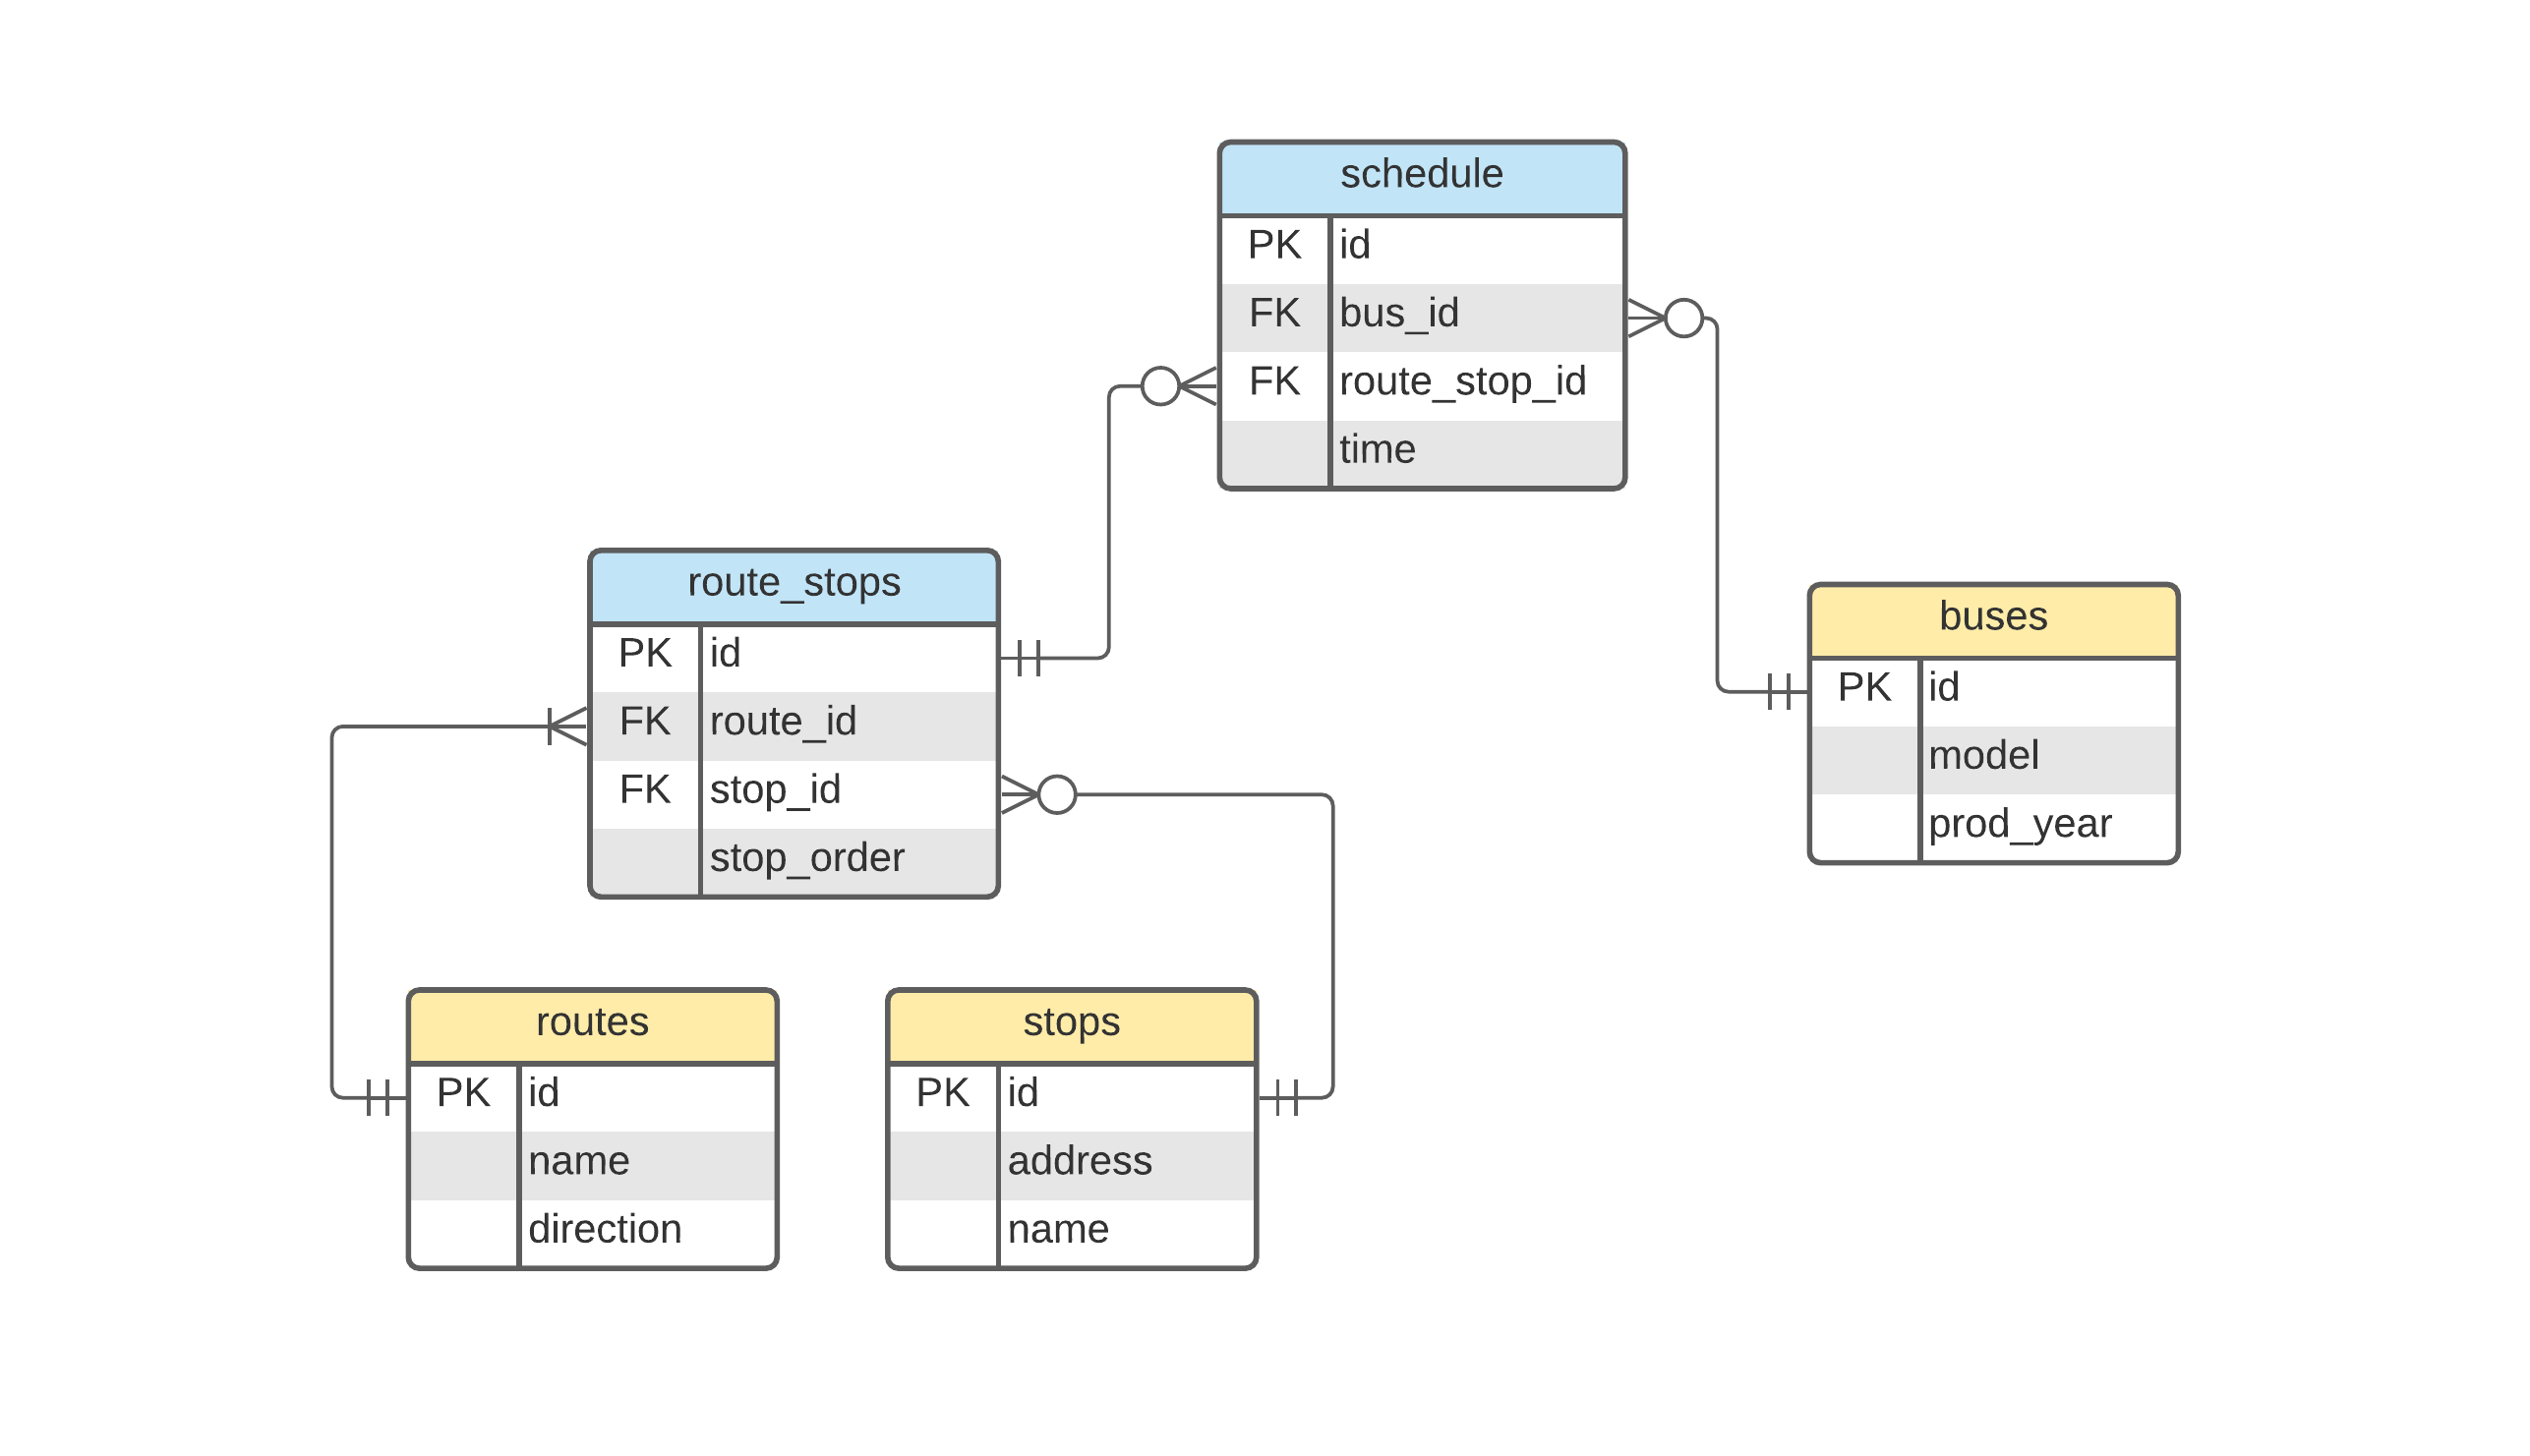 schedule
PK id
FK bus_id
FK route_stop_id
time
route_stops
PK id
FK route_id
FK stop_id
stop_order
buses
PK id
model
prod_year
routes
PK id
name
direction
stops
PK id
address
name